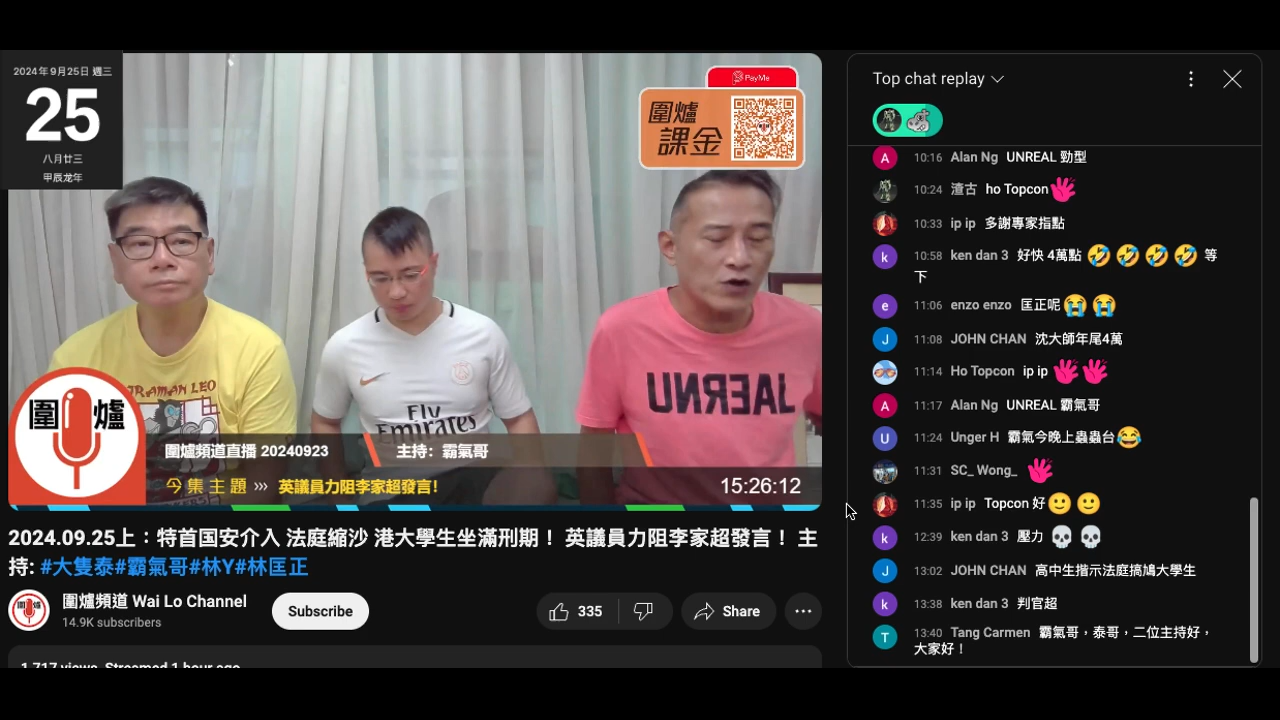 2024年9月25日 週三
25
八月廿三
甲辰龙年
PayMe
圍爐
課金
圍 爐
JAERNU
Fly
Emirates
圍爐頻道直播 20240923
主持：霸氣哥
今集主題 ››› 英議員力阻李家超發言!
15:26:12
2024.09.25上：特首国安介入 法庭縮沙 港大學生坐滿刑期！ 英議員力阻李家超發言！ 主
持: #大隻泰#霸氣哥#林Y#林匡正
圍爐頻道 Wai Lo Channel
14.9K subscribers
Subscribe
335
Share
1,717 views Streamed 1 hour ago
Top chat replay
10:16 Alan Ng UNREAL 勁型
10:24 渣古 ho Topcon
10:33 ip ip 多謝專家指點
10:58 ken dan 3 好快 4萬點 🤣🤣🤣🤣 等
下
11:06 enzo enzo 匡正呢😭😭
11:08 JOHN CHAN 沈大師年尾4萬
11:14 Ho Topcon ip ip
11:17 Alan Ng UNREAL 霸氣哥
11:24 Unger H 霸氣今晚上蟲蟲台😂
11:31 SC_Wong_
11:35 ip ip Topcon 好🙂🙂
12:39 ken dan 3 壓力 💀💀
13:02 JOHN CHAN 高中生揩示法庭搞鳩大學生
13:38 ken dan 3 判官超
13:40 Tang Carmen 霸氣哥，泰哥，二位主持好，
大家好！